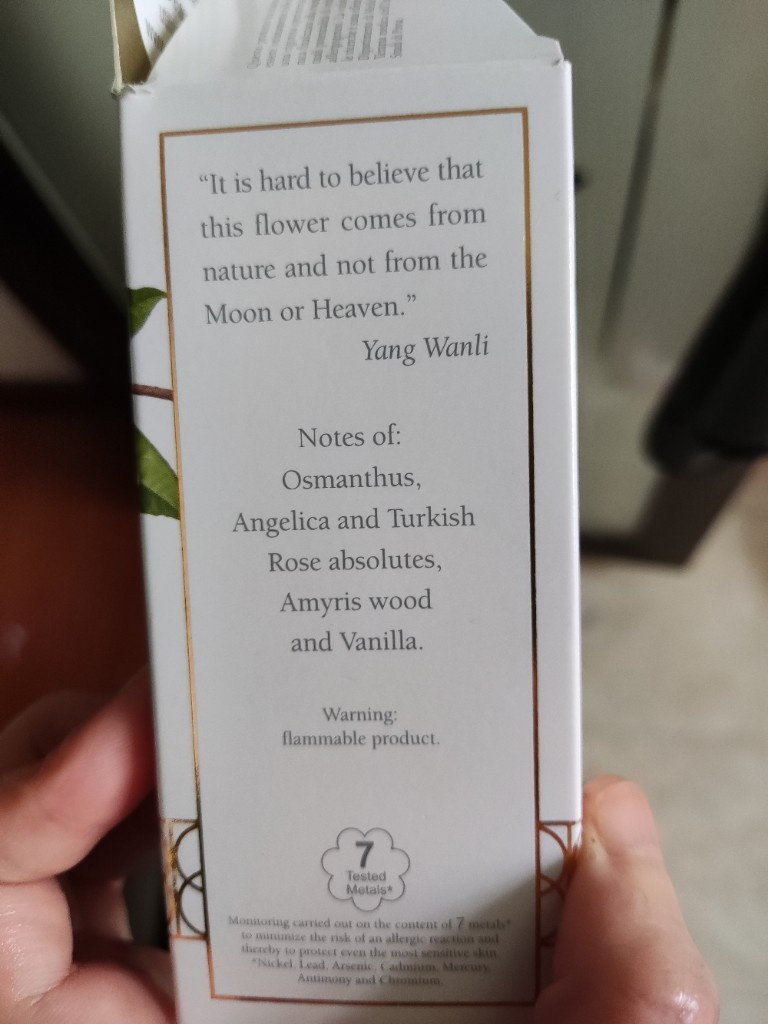 “It is hard to believe that
this flower comes from
nature and not from the
Moon or Heaven.”
Yang Wanli
Notes of:
Osmanthus,
Angelica and Turkish
Rose absolutes,
Amyris wood
and Vanilla.
Warning:
flammable product.
7
Tested
Metals*
Monitoring carried out on the content of 7 metals*
to minimize the risk of an allergic reaction and
thereby to protect even the most sensitive skin.
*Nickel, Lead, Arsenic, Cadmium, Mercury,
Antimony and Chromium